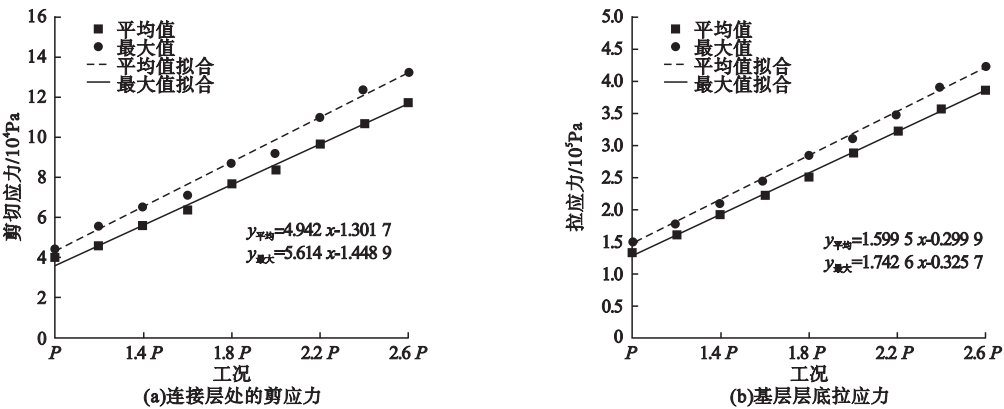 16
14
12
10
8
6
4
2
0
剪切应力/10⁴Pa
平均值
最大值
平均值拟合
最大值拟合
y平均=4.942 x-1.301 7
y最大=5.614 x-1.448 9
P 1.4 P 1.8 P 2.2 P 2.6 P
工况
(a)连接层处的剪应力
5.0
4.5
4.0
3.5
3.0
2.5
2.0
1.5
1.0
0.5
0
拉应力/10⁵Pa
平均值
最大值
平均值拟合
最大值拟合
y平均=1.599 5 x-0.299 9
y最大=1.742 6 x-0.325 7
P 1.4 P 1.8 P 2.2 P 2.6 P
工况
(b)基层层底拉应力